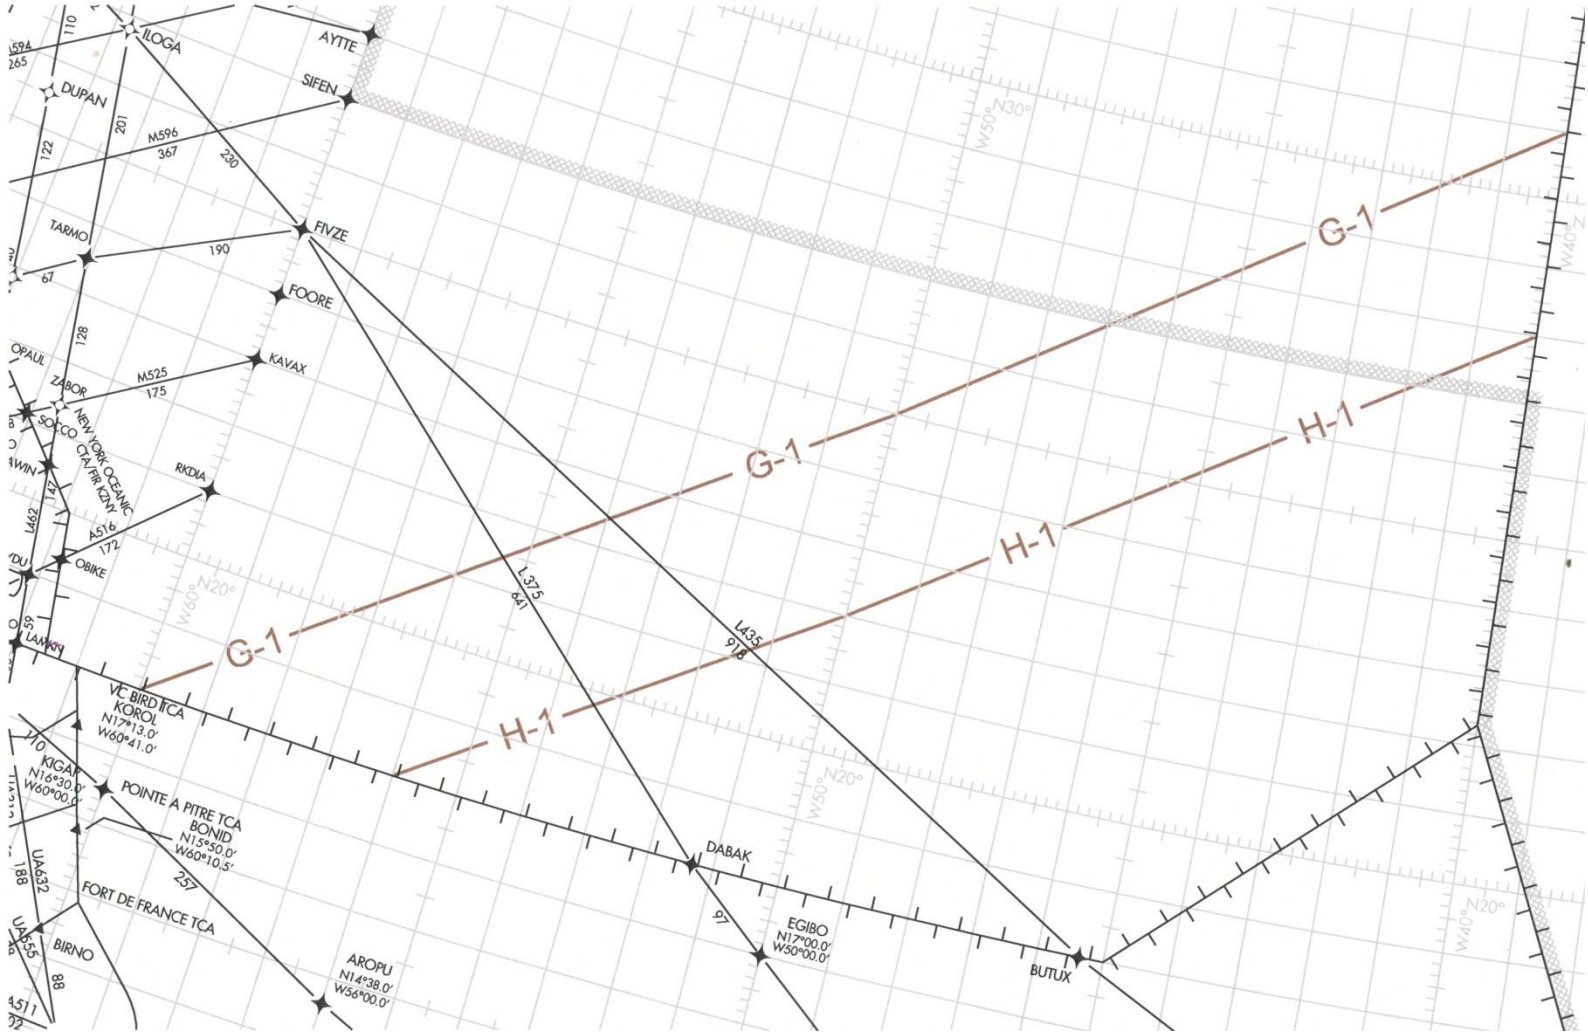 110
A594
265
ILOGA
AYTTE
DUPAN
SIFEN
201
M596
367
122
230
W50°
N30°
TARMO
FIVZE
190
67
G-1
W40°
FOORE
128
OPAUL
KAVAX
M525
175
ZABOR
SOCCO
NEW YORK OCEANIC
CTA/FIR KZNY
H-1
G-1
RKDIA
147
L462
A516
172
OBIKE
H-1
W60°
N20°
L375
641
59
LAMKN
G-1
L435
918
VC BIRD TCA
KOROL
N17°13.0'
W60°41.0'
H-1
110
KIGAP
N16°30.0'
W60°00.0'
W50°
N20°
POINTE A PITRE TCA
BONID
N15°50.0'
W60°10.5'
DABAK
UA632
188
257
FORT DE FRANCE TCA
97
EGIBO
N17°00.0'
W50°00.0'
W40°
N20°
UA555
BIRNO
88
AROPU
N14°38.0'
W56°00.0'
BUTUX
A511